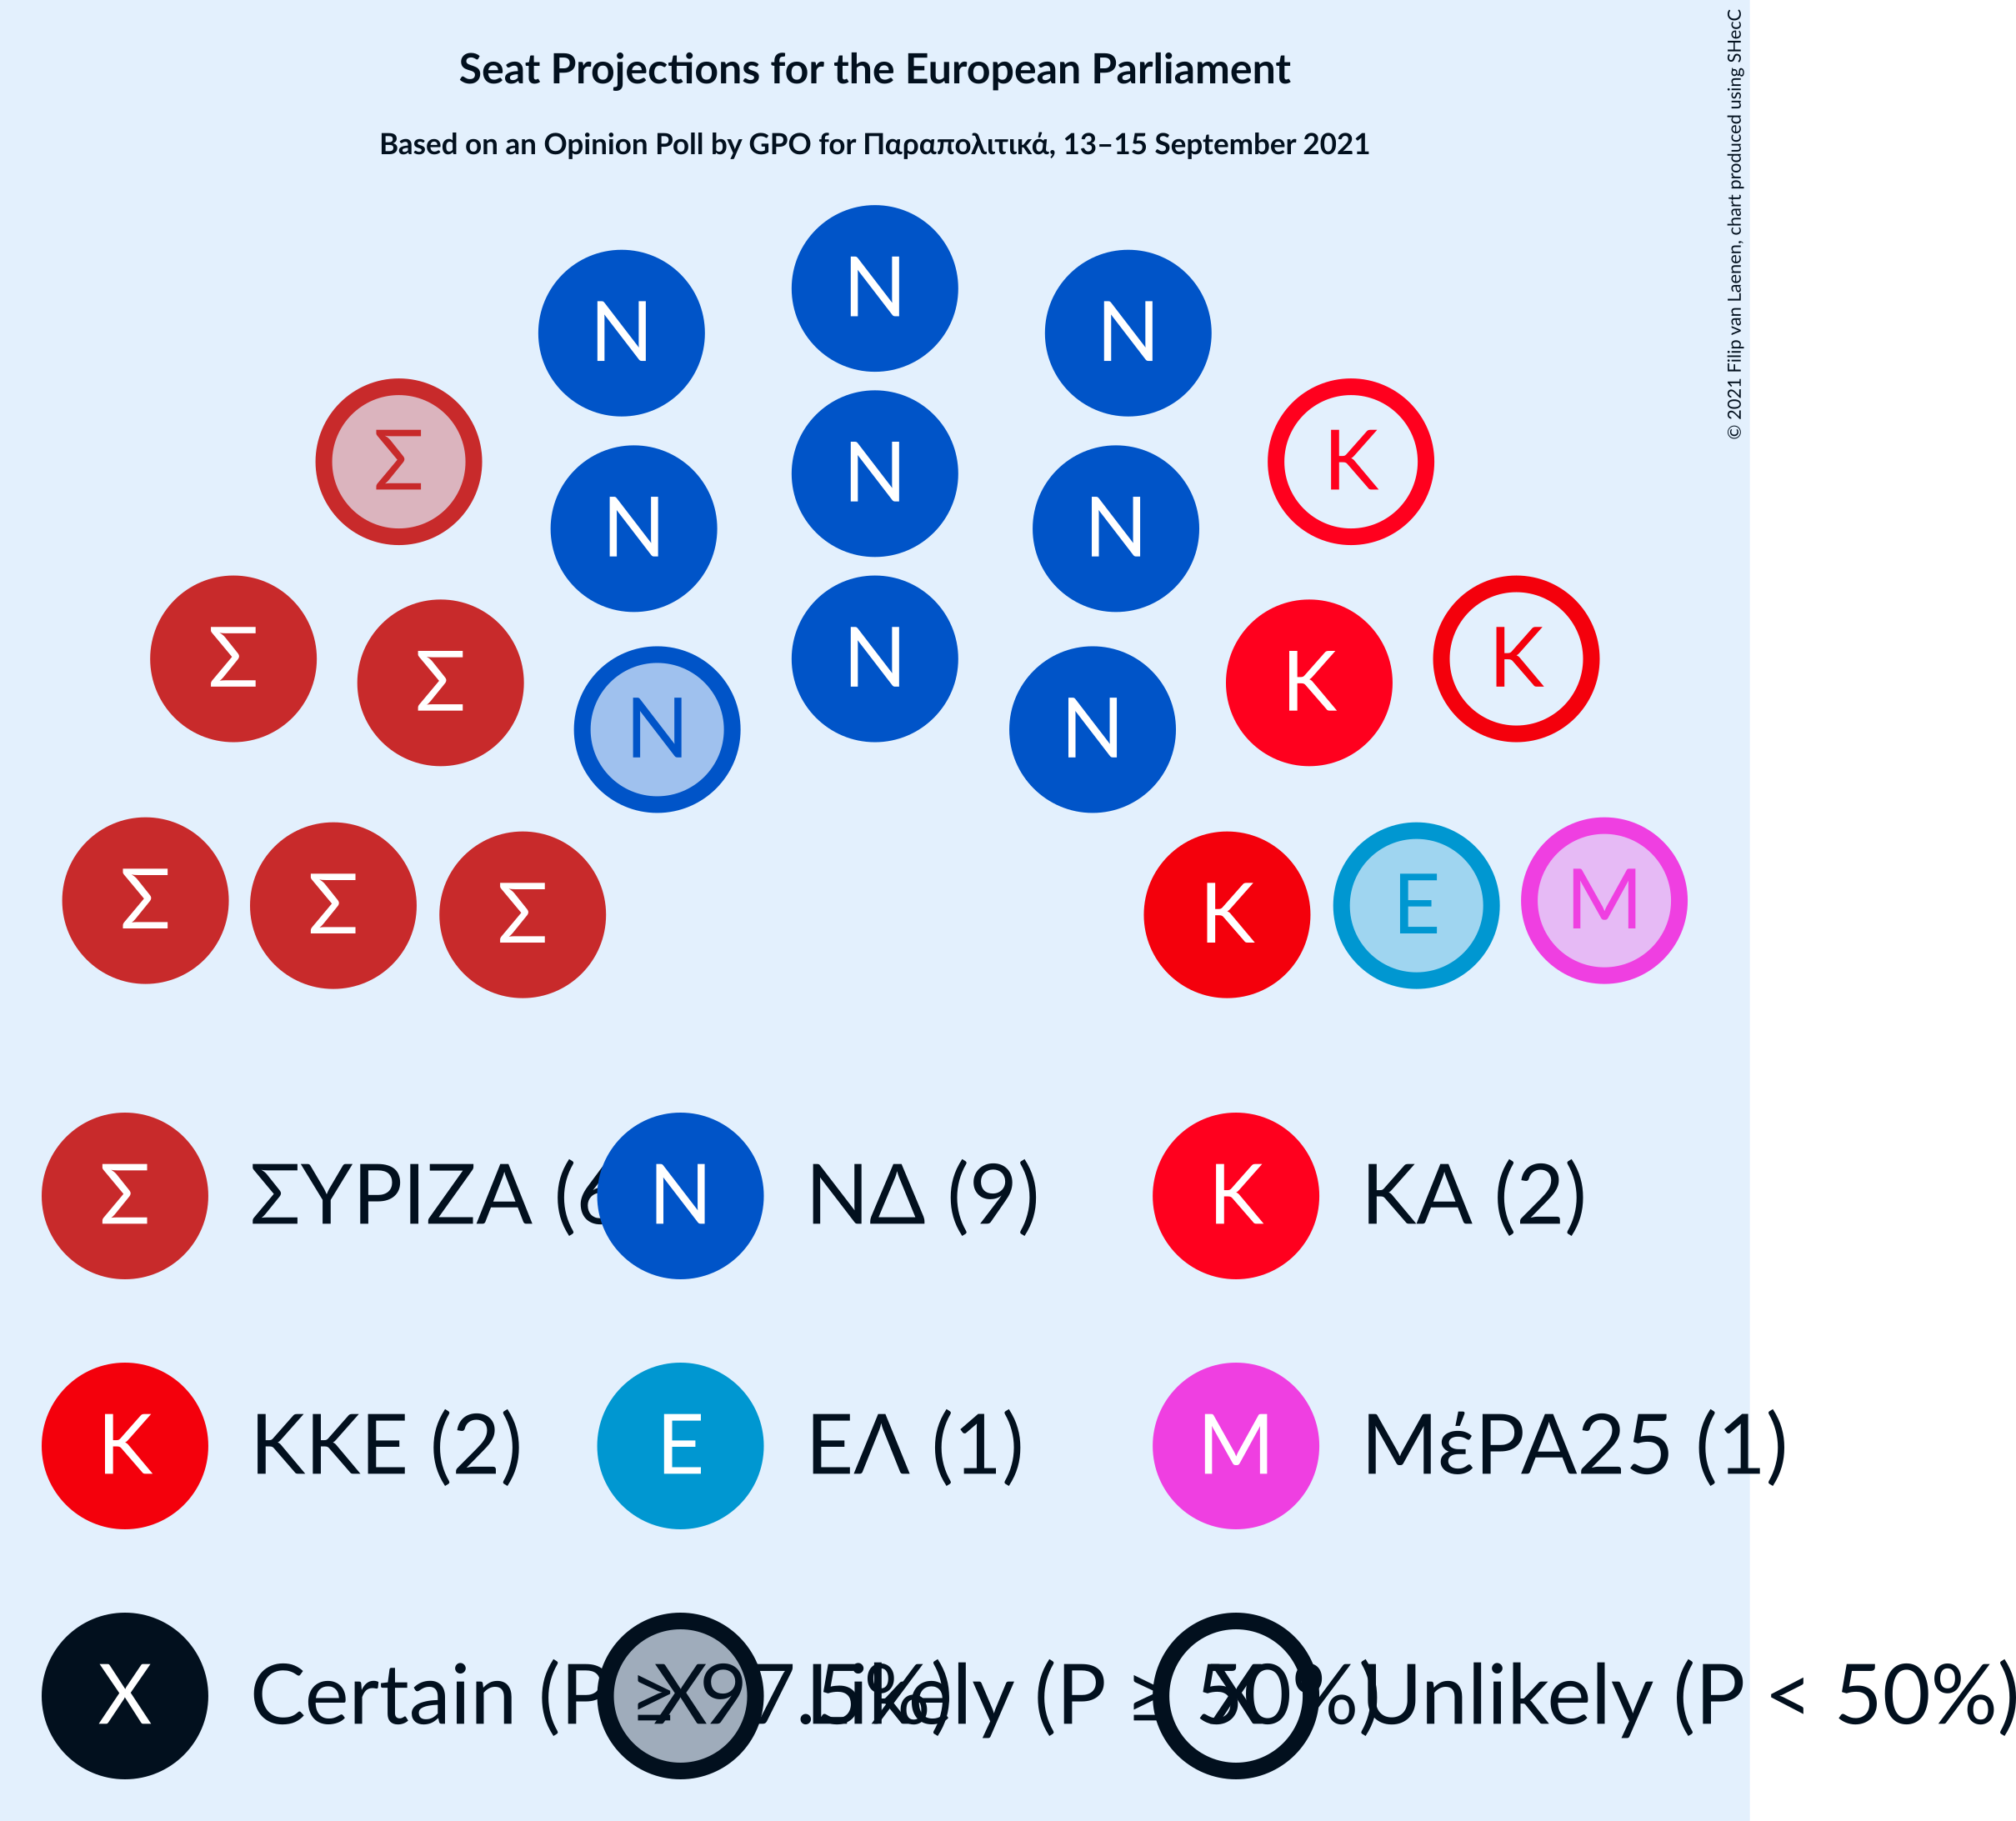 Seat Projections for the European Parliament
Based on an Opinion Poll by GPO for Παραπολιτικά, 13–15 September 2021
© 2021 Filip van Laenen, chart produced using SHecC
N
N N
Σ N K
N N
Σ N K
Σ K
N N
Σ Σ Σ K Ε M
Σ ΣΥΡΙΖΑ (6 N ΝΔ (9) K ΚΑ (2)
K ΚΚΕ (2) Ε ΕΛ (1) M ΜέΡΑ25 (1)
X Certain (P ≥ 97.5% X Likely (P ≥ 50%) X Unlikely (P < 50%)